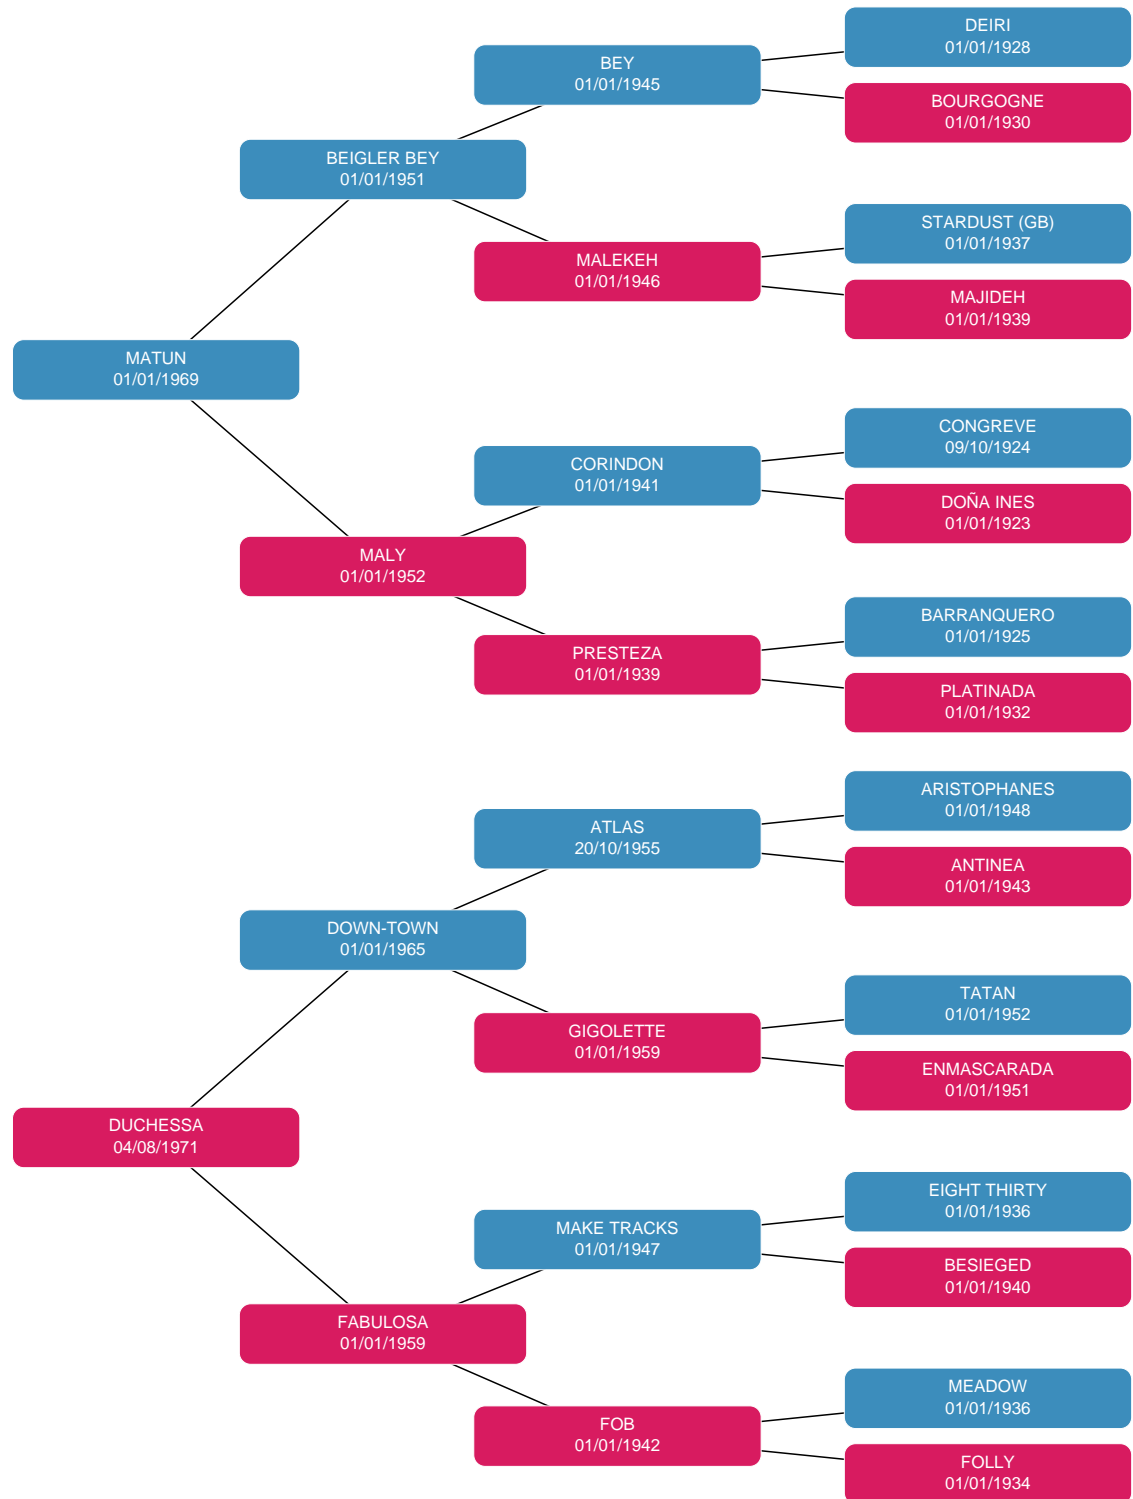 DEIRI
01/01/1928
BEY
01/01/1945
BOURGOGNE
01/01/1930
BEIGLER BEY
01/01/1951
STARDUST (GB)
01/01/1937
MALEKEH
01/01/1946
MAJIDEH
01/01/1939
MATUN
01/01/1969
CONGREVE
09/10/1924
CORINDON
01/01/1941
DOÑA INES
01/01/1923
MALY
01/01/1952
BARRANQUERO
01/01/1925
PRESTEZA
01/01/1939
PLATINADA
01/01/1932
ARISTOPHANES
01/01/1948
ATLAS
20/10/1955
ANTINEA
01/01/1943
DOWN-TOWN
01/01/1965
TATAN
01/01/1952
GIGOLETTE
01/01/1959
ENMASCARADA
01/01/1951
DUCHESSA
04/08/1971
EIGHT THIRTY
01/01/1936
MAKE TRACKS
01/01/1947
BESIEGED
01/01/1940
FABULOSA
01/01/1959
MEADOW
01/01/1936
FOB
01/01/1942
FOLLY
01/01/1934